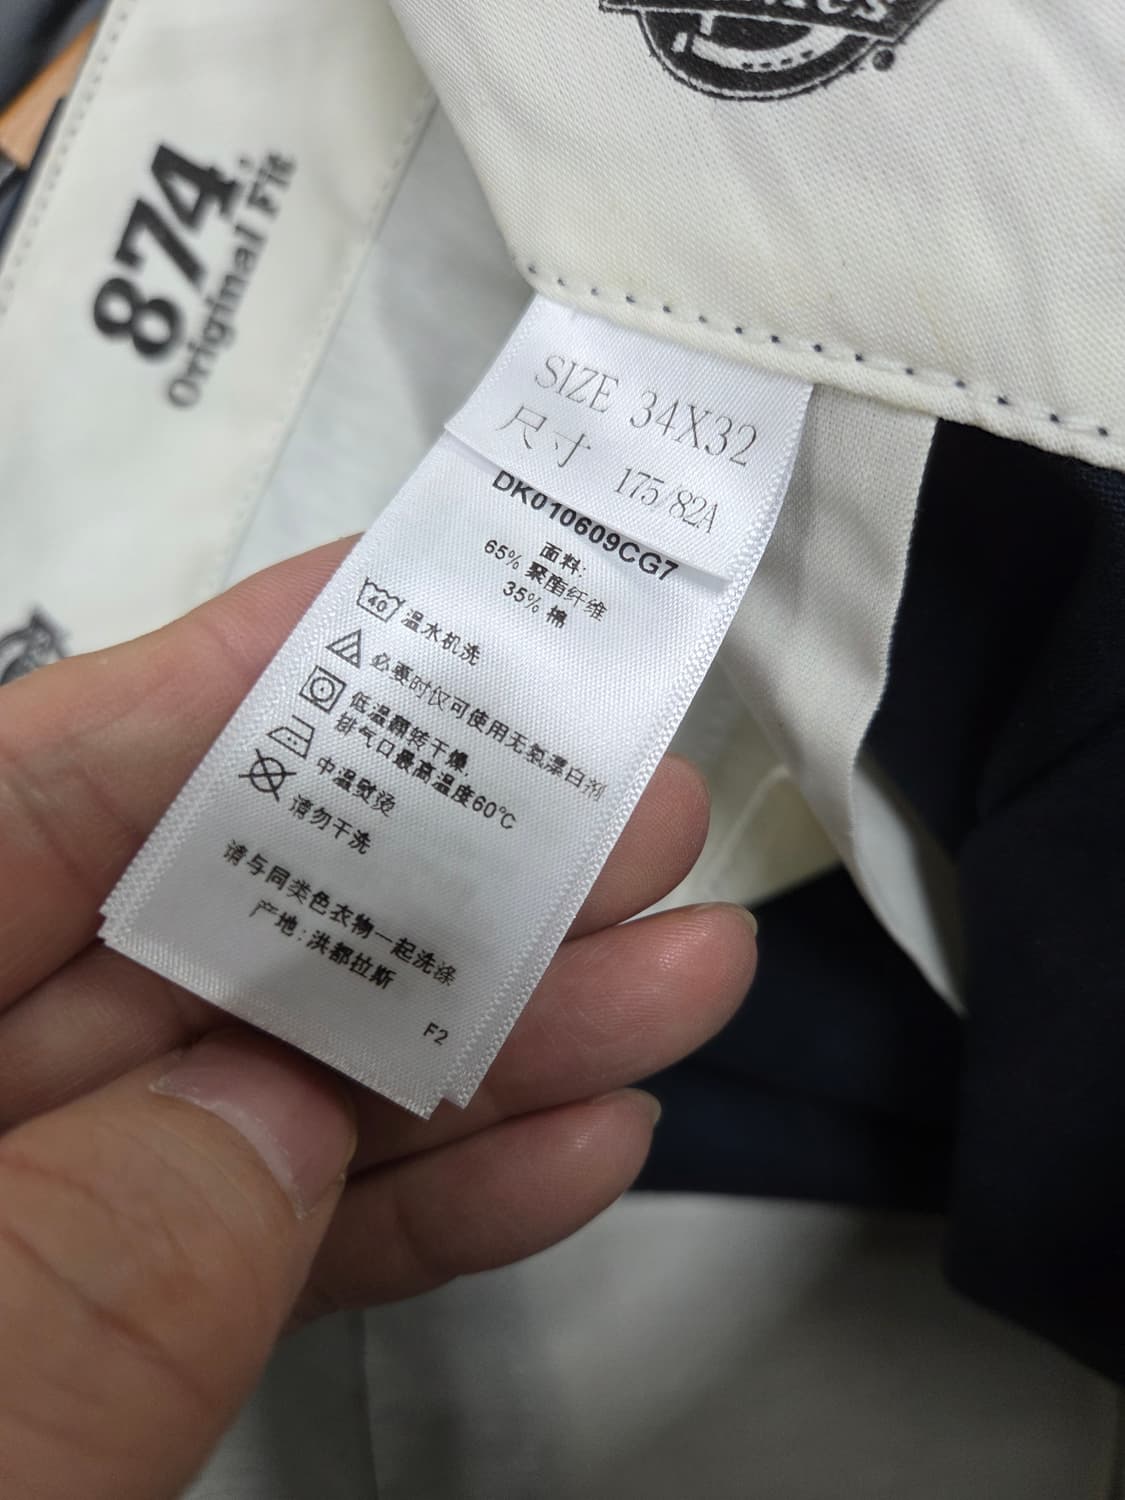 874®
Original Fit
SIZE 34X32
尺寸 175/82A
DK010609CG7
面料:
65% 聚酯纤维
35% 棉
40 温水机洗
必要时仅可使用无氯漂白剂
低温翻转干燥,
排气口最高温度60℃
中温熨烫
请勿干洗
请与同类色衣物一起洗涤
产地:洪都拉斯
F2